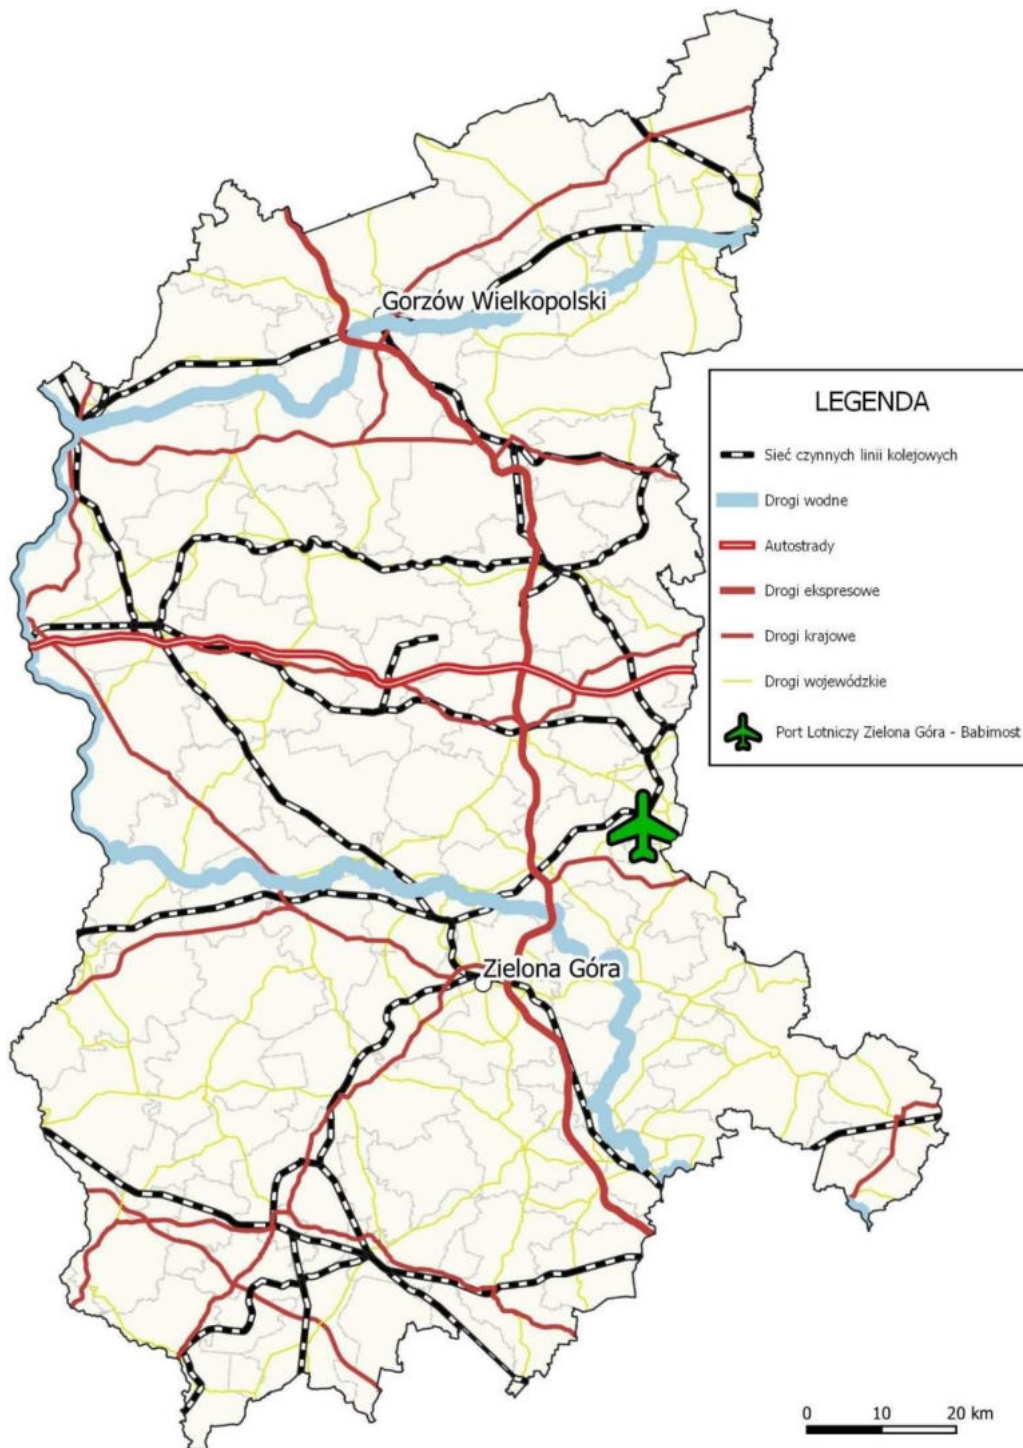 Gorzów Wielkopolski
LEGENDA
Sieć czynnych linii kolejowych
Drogi wodne
Autostrady
Drogi ekspresowe
Drogi krajowe
Drogi wojewódzkie
Port Lotniczy Zielona Góra - Babimost
Zielona Góra
0 10 20 km